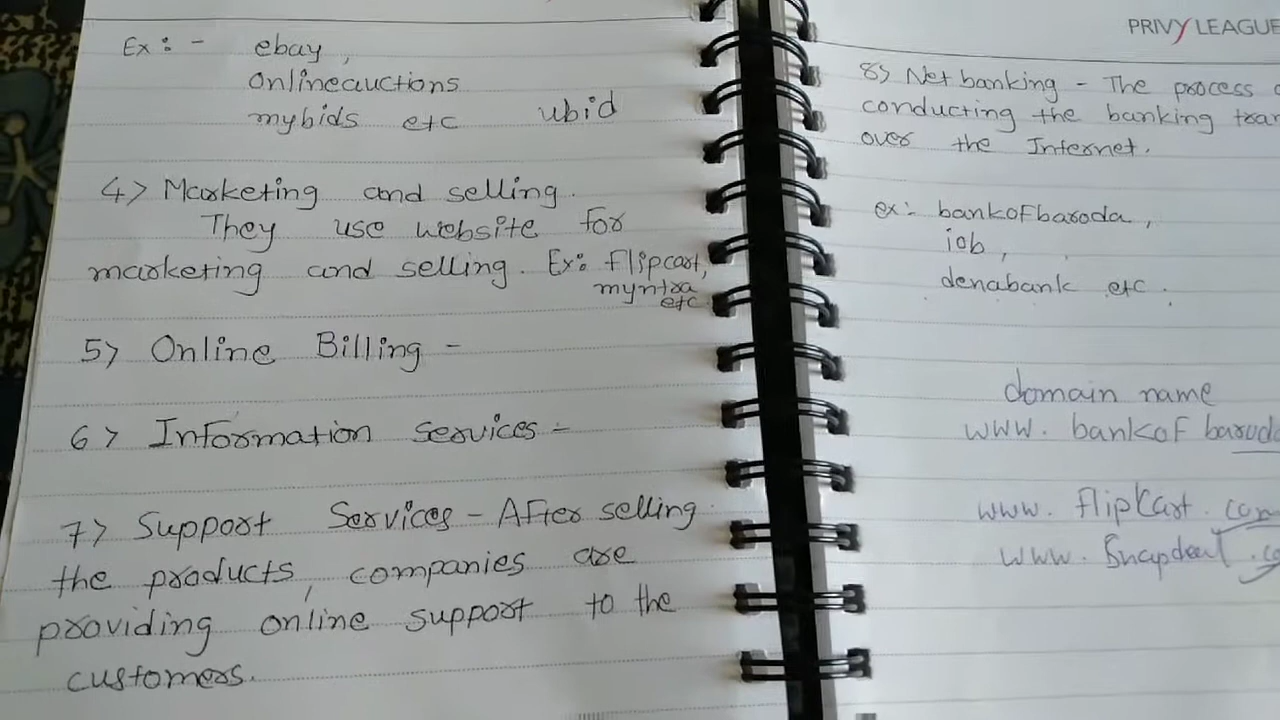 Ex:- ebay,
onlineauctions
mybids etc ubid
4> Marketing and selling.
They use website for
marketing and selling. Ex: flipcart,
myntra
etc
5> Online Billing -
6> Information services -
7> Support Services - After selling
the products, companies are
providing online support to the
customers.
PRIVY LEAGUE
8> Netbanking - The process
conducting the banking
over the Internet.
ex: bankofbaroda,
iob,
denabank etc.
domain name
www. bankof
www. flipkart .com
www. Snapdeal